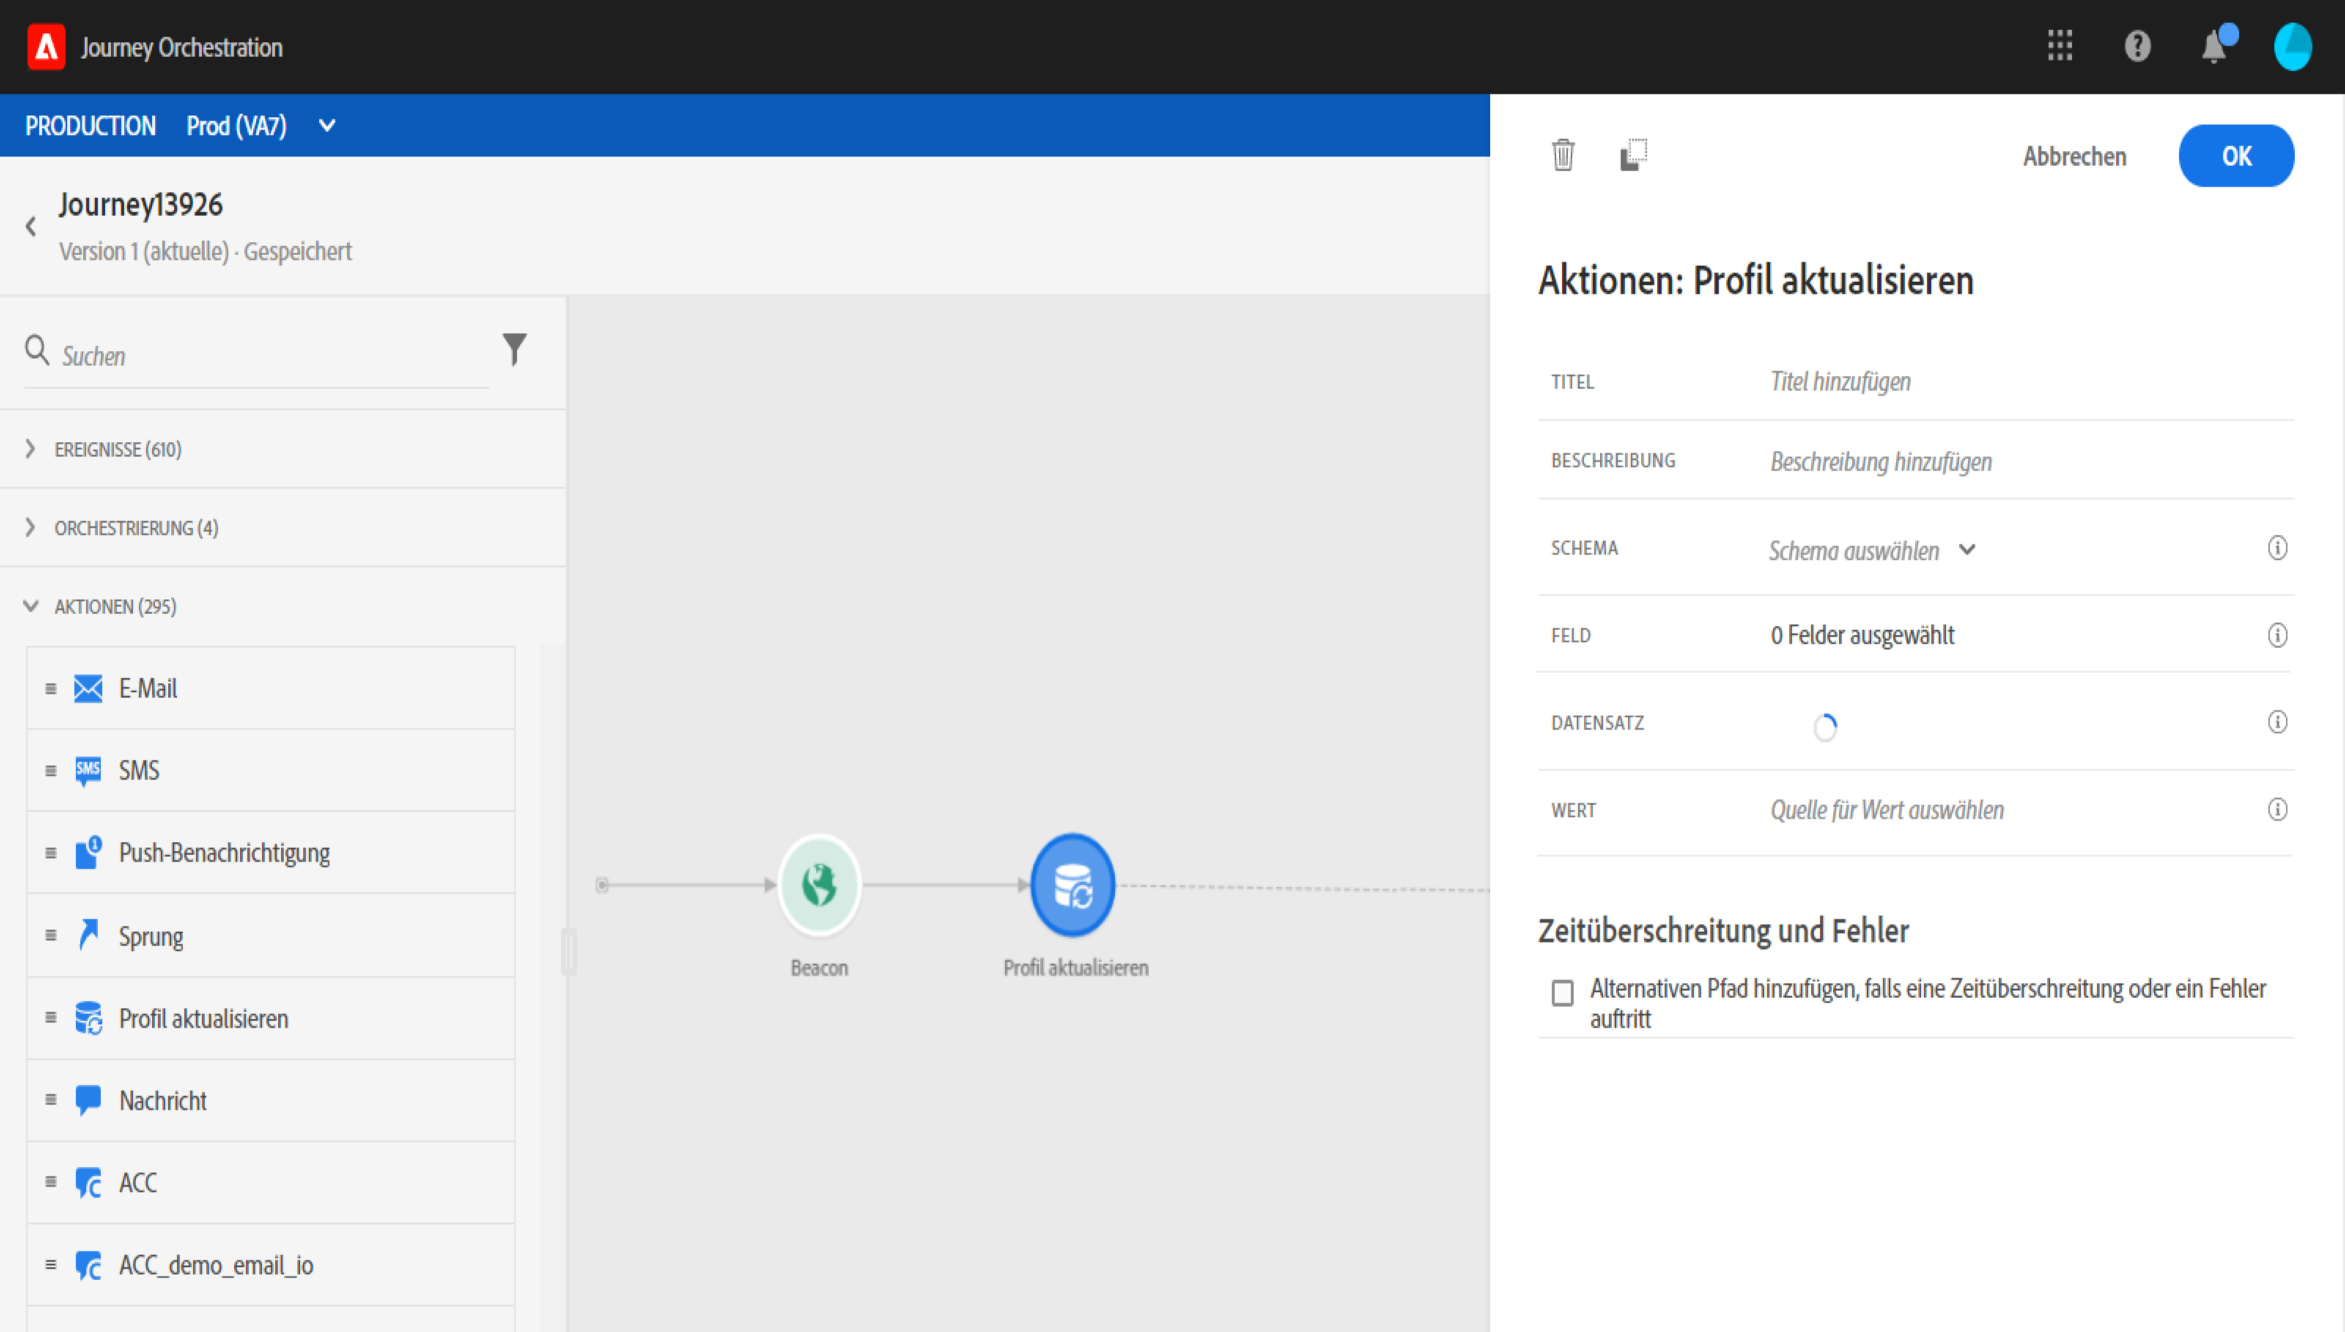 Journey Orchestration
PRODUCTION Prod (VA7)
Journey13926
Version 1 (aktuelle) · Gespeichert
Suchen
EREIGNISSE (610)
ORCHESTRIERUNG (4)
AKTIONEN (295)
E-Mail
SMS
SMS
Push-Benachrichtigung
1
Sprung
Profil aktualisieren
Nachricht
ACC
ACC_demo_email_io
Beacon
Profil aktualisieren
Abbrechen
OK
Aktionen: Profil aktualisieren
TITEL Titel hinzufügen
BESCHREIBUNG Beschreibung hinzufügen
SCHEMA Schema auswählen
FELD 0 Felder ausgewählt
DATENSATZ
WERT Quelle für Wert auswählen
Zeitüberschreitung und Fehler
Alternativen Pfad hinzufügen, falls eine Zeitüberschreitung oder ein Fehler
auftritt